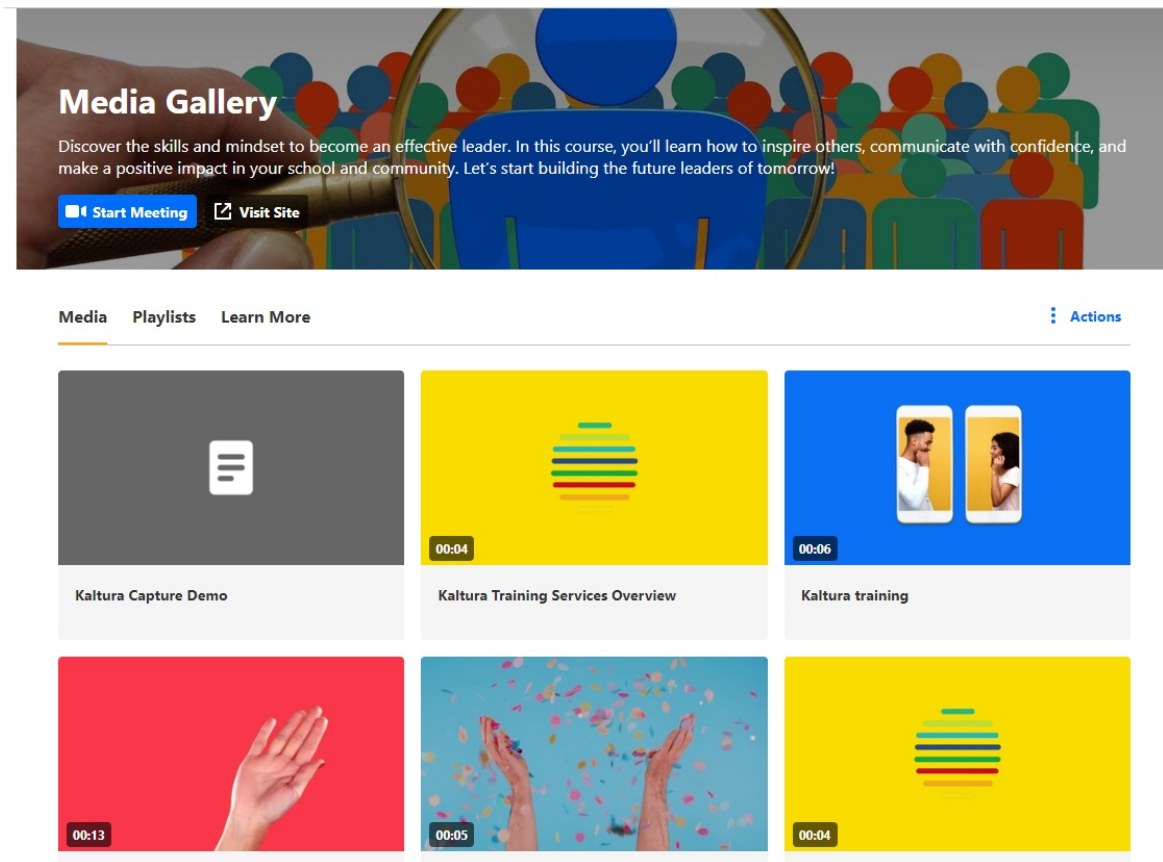 Media Gallery
Discover the skills and mindset to become an effective leader. In this course, you'll learn how to inspire others, communicate with confidence, and
make a positive impact in your school and community. Let's start building the future leaders of tomorrow!
Start Meeting Visit Site
Media Playlists Learn More Actions
00:04 00:06
Kaltura Capture Demo Kaltura Training Services Overview Kaltura training
00:13 00:05 00:04